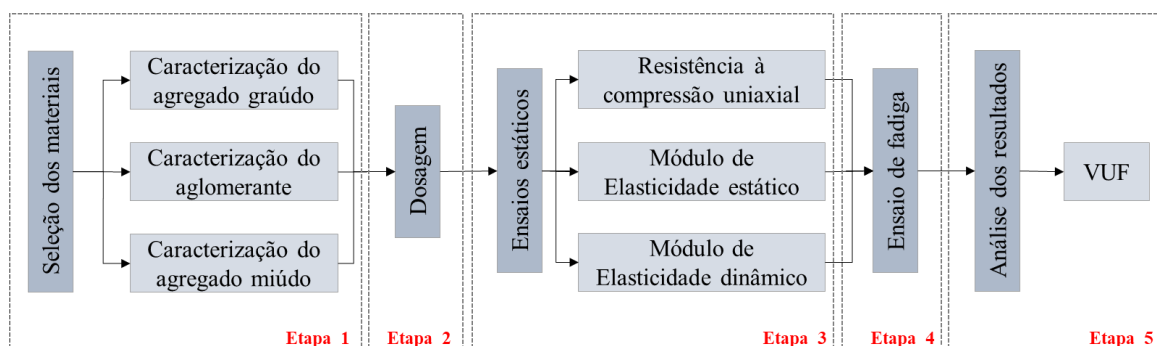 Seleção dos materiais
Caracterização do
agregado graúdo
Caracterização do
aglomerante
Caracterização do
agregado miúdo
Etapa 1
Dosagem
Etapa 2
Ensaios estáticos
Resistência à
compressão uniaxial
Módulo de
Elasticidade estático
Módulo de
Elasticidade dinâmico
Etapa 3
Ensaio de fadiga
Etapa 4
Análise dos resultados
VUF
Etapa 5